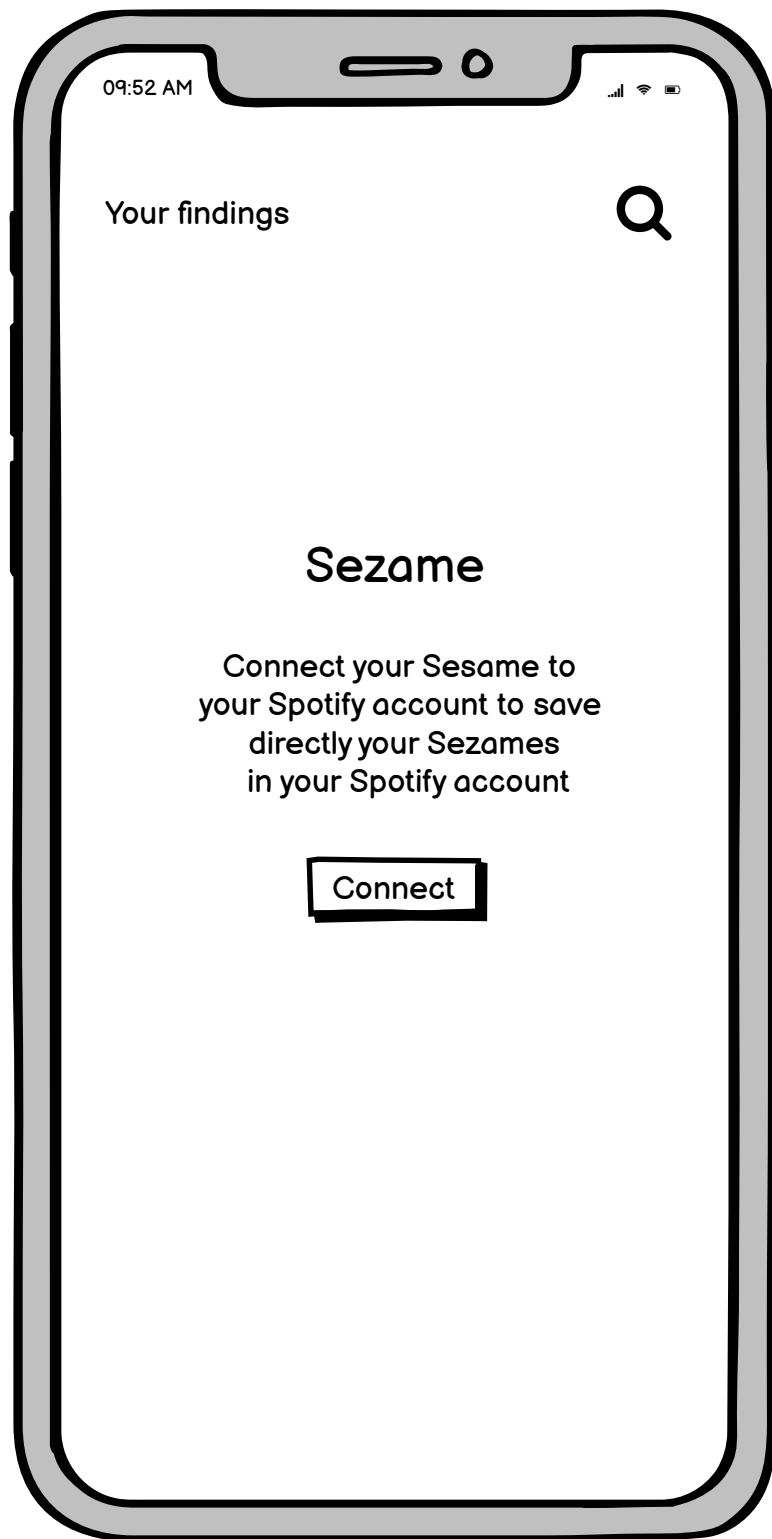 09:52 AM
Your findings
Sezame
Connect your Sesame to
your Spotify account to save
directly your Sezames
in your Spotify account
Connect